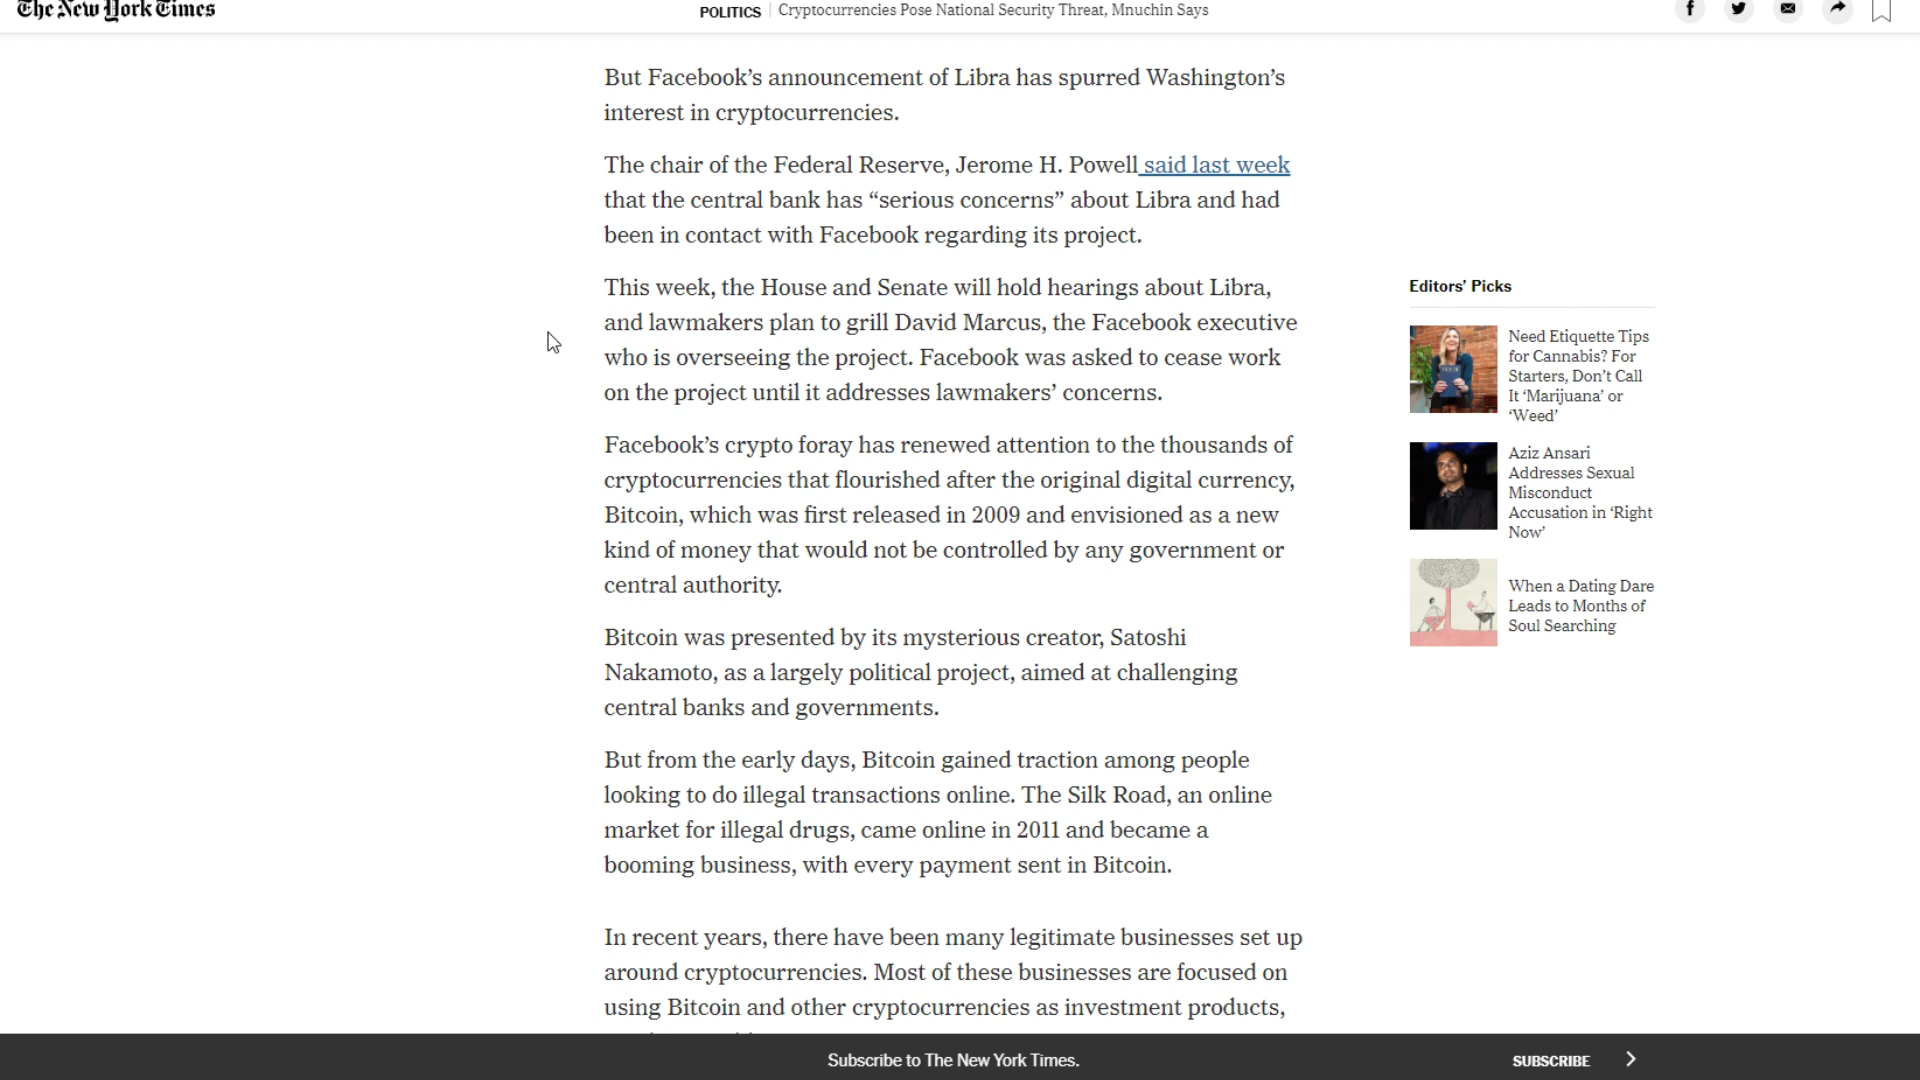 The New York Times
POLITICS | Cryptocurrencies Pose National Security Threat, Mnuchin Says
But Facebook’s announcement of Libra has spurred Washington’s
interest in cryptocurrencies.
The chair of the Federal Reserve, Jerome H. Powell said last week
that the central bank has “serious concerns” about Libra and had
been in contact with Facebook regarding its project.
This week, the House and Senate will hold hearings about Libra,
and lawmakers plan to grill David Marcus, the Facebook executive
who is overseeing the project. Facebook was asked to cease work
on the project until it addresses lawmakers’ concerns.
Facebook’s crypto foray has renewed attention to the thousands of
cryptocurrencies that flourished after the original digital currency,
Bitcoin, which was first released in 2009 and envisioned as a new
kind of money that would not be controlled by any government or
central authority.
Bitcoin was presented by its mysterious creator, Satoshi
Nakamoto, as a largely political project, aimed at challenging
central banks and governments.
But from the early days, Bitcoin gained traction among people
looking to do illegal transactions online. The Silk Road, an online
market for illegal drugs, came online in 2011 and became a
booming business, with every payment sent in Bitcoin.
In recent years, there have been many legitimate businesses set up
around cryptocurrencies. Most of these businesses are focused on
using Bitcoin and other cryptocurrencies as investment products,
Editors’ Picks
Need Etiquette Tips
for Cannabis? For
Starters, Don’t Call
It ‘Marijuana’ or
‘Weed’
Aziz Ansari
Addresses Sexual
Misconduct
Accusation in ‘Right
Now’
When a Dating Dare
Leads to Months of
Soul Searching
Subscribe to The New York Times.
SUBSCRIBE